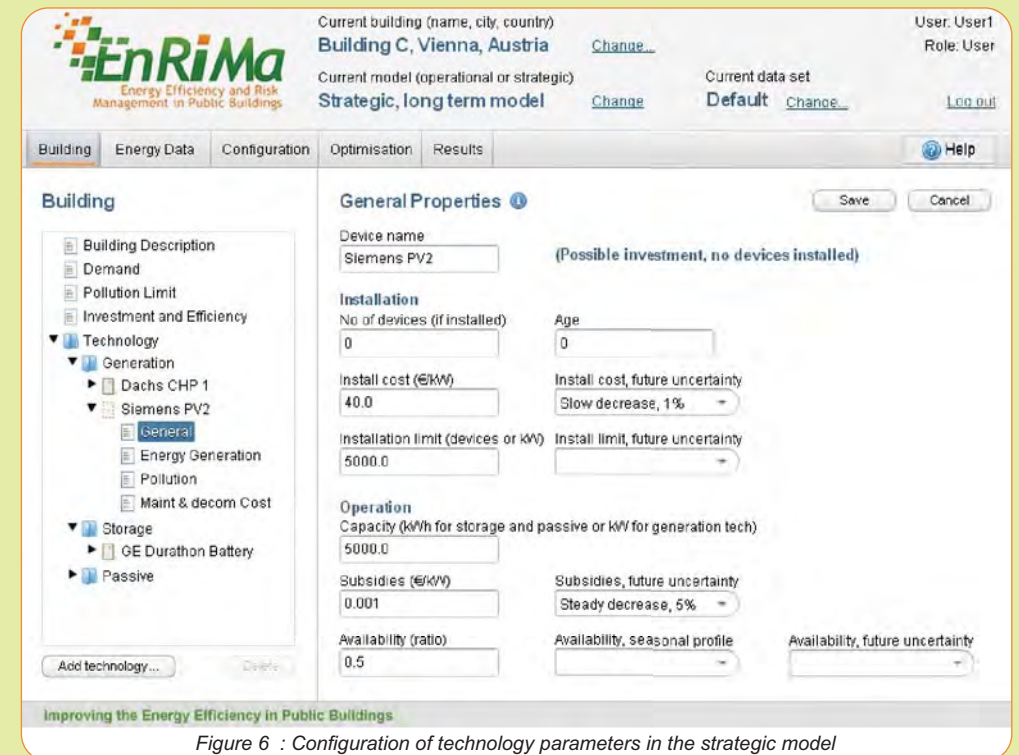 EnRiMa
Energy Efficiency and Risk
Management in Public Buildings
Current building (name, city, country)
Building C, Vienna, Austria Change...
Current model (operational or strategic)
Strategic, long term model Change
Current data set
Default Change...
User: User1
Role: User
Log out
Building Energy Data Configuration Optimisation Results Help
Building
Building Description
Demand
Pollution Limit
Investment and Efficiency
Technology
Generation
Dachs CHP 1
Siemens PV2
General
Energy Generation
Pollution
Maint & decom Cost
Storage
GE Durathon Battery
Passive
Add technology... Delete
General Properties Save Cancel
Device name
Siemens PV2 (Possible investment, no devices installed)
Installation
No of devices (if installed) Age
0 0
Install cost (€/kW) Install cost, future uncertainty
40.0 Slow decrease, 1%
Installation limit (devices or kW) Install limit, future uncertainty
5000.0
Operation
Capacity (kWh for storage and passive or kW for generation tech)
5000.0
Subsidies (€/kW) Subsidies, future uncertainty
0.001 Steady decrease, 5%
Availability (ratio) Availability, seasonal profile Availability, future uncertainty
0.5
Improving the Energy Efficiency in Public Buildings
Figure 6 : Configuration of technology parameters in the strategic model